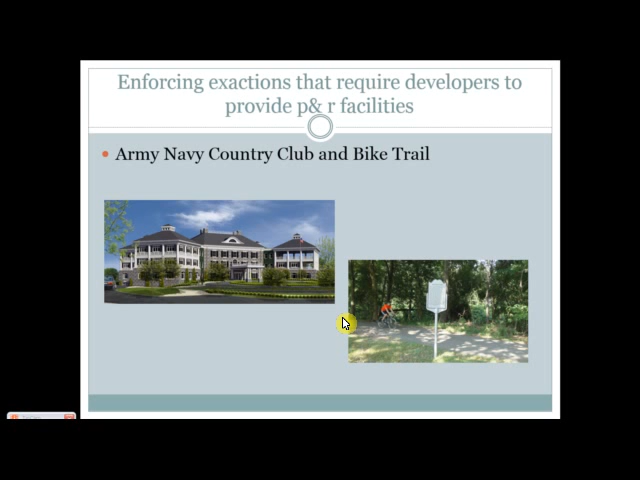 Enforcing exactions that require developers to
provide p& r facilities
Army Navy Country Club and Bike Trail